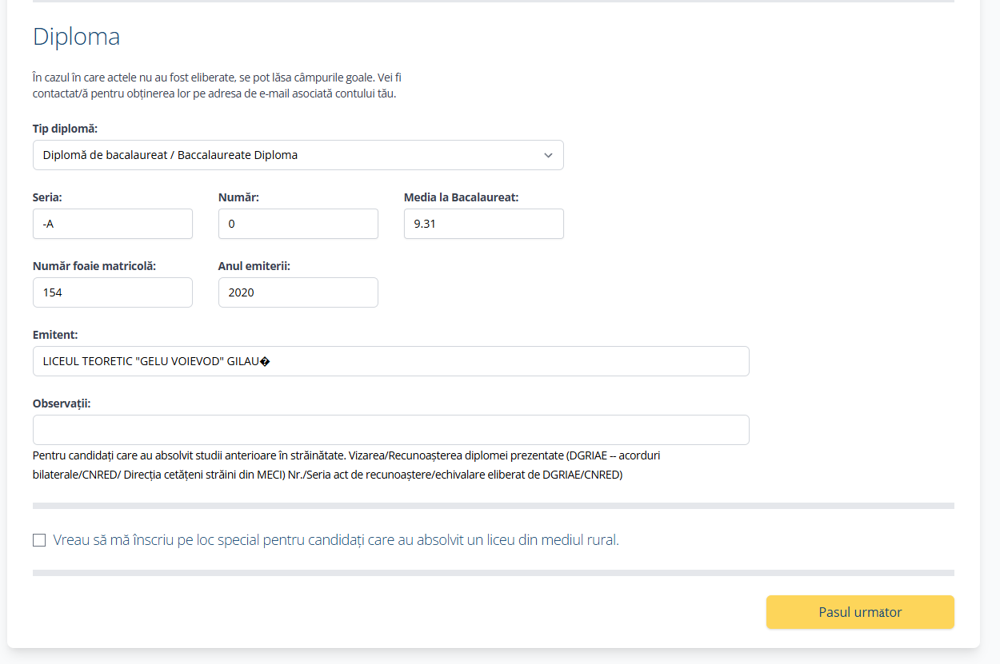 Diploma
În cazul în care actele nu au fost eliberate, se pot lăsa câmpurile goale. Vei fi
contactat/ă pentru obținerea lor pe adresa de e-mail asociată contului tău.
Tip diplomă:
Diplomă de bacalaureat / Baccalaureate Diploma
Seria: Număr: Media la Bacalaureat:
-A 0 9.31
Număr foaie matricolă: Anul emiterii:
154 2020
Emitent:
LICEUL TEORETIC "GELU VOIEVOD" GILAU�
Observații:
Pentru candidați care au absolvit studii anterioare în străinătate. Vizarea/Recunoașterea diplomei prezentate (DGRIAE -- acorduri
bilaterale/CNRED/ Direcția cetățeni străini din MECI) Nr./Seria act de recunoaștere/echivalare eliberat de DGRIAE/CNRED)
Vreau să mă înscriu pe loc special pentru candidați care au absolvit un liceu din mediul rural.
Pasul următor